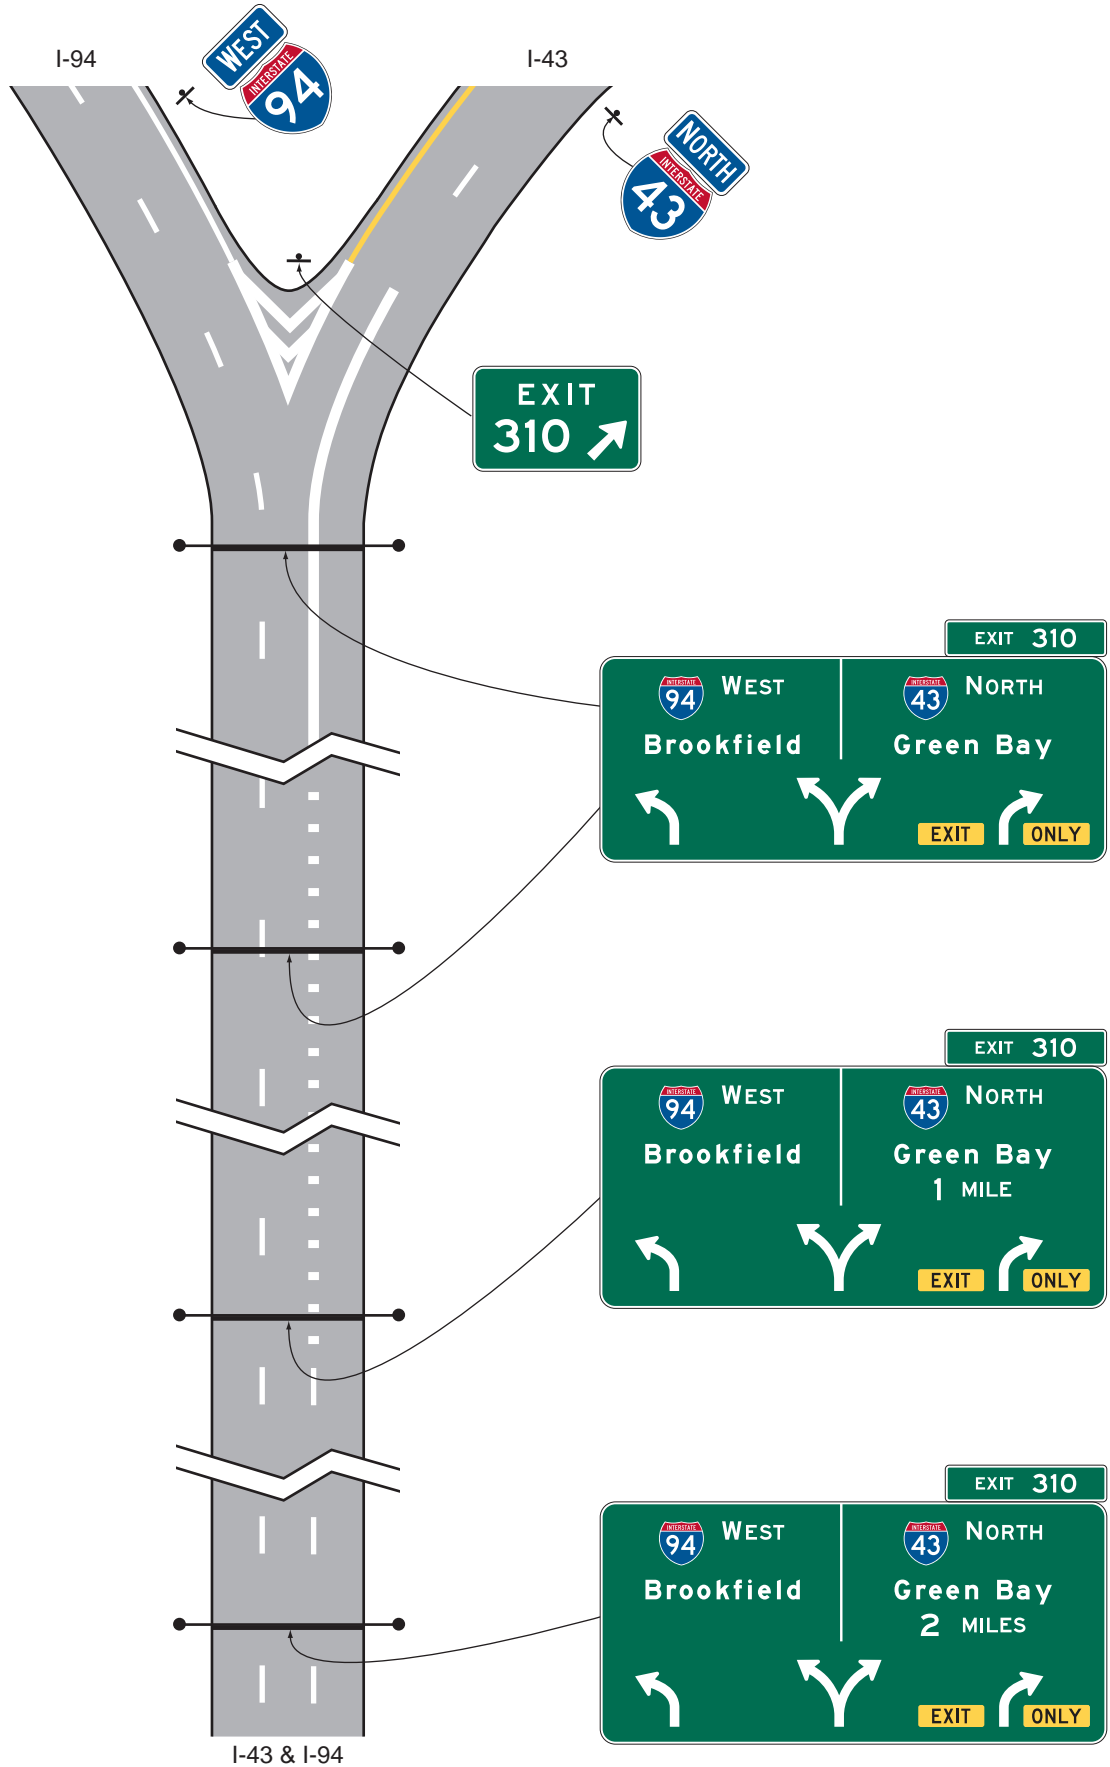 I-94
I-43
WEST
INTERSTATE
94
NORTH
INTERSTATE
43
EXIT
310
EXIT 310
INTERSTATE
94
WEST
Brookfield
INTERSTATE
43
NORTH
Green Bay
EXIT ONLY
EXIT 310
INTERSTATE
94
WEST
Brookfield
INTERSTATE
43
NORTH
Green Bay
1 MILE
EXIT ONLY
EXIT 310
INTERSTATE
94
WEST
Brookfield
INTERSTATE
43
NORTH
Green Bay
2 MILES
EXIT ONLY
I-43 & I-94